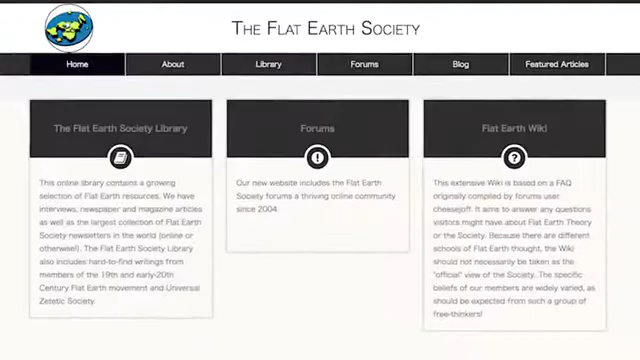 THE FLAT EARTH SOCIETY
Home About Library Forums Blog Featured Articles
The Flat Earth Society Library
This online library contains a growing
selection of Flat Earth resources. We have
interviews, newspaper and magazine articles
as well as the largest collection of Flat Earth
Society newsletters in the world (online or
otherwise!). The Flat Earth Society Library
also includes hard-to-find writings from
members of the 19th and early-20th
Century Flat Earth movement and Universal
Zetetic Society.
Forums
Our new website includes the Flat Earth
Society forums a thriving online community
since 2004.
Flat Earth Wiki
This extensive Wiki is based on a FAQ
originally compiled by forums user
cheesejoff. It aims to answer any questions
visitors might have about Flat Earth Theory
or the Society. Because there are different
schools of Flat Earth thought, the Wiki
should not necessarily be taken as the
"official" view of the Society. The specific
beliefs of our members are widely varied, as
should be expected from such a group of
free-thinkers!